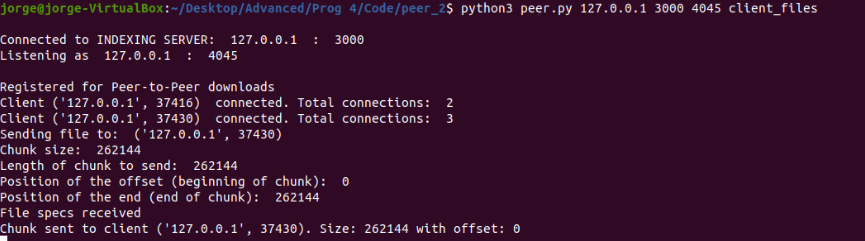 jorge@jorge-VirtualBox:~/Desktop/Advanced/Prog 4/Code/peer_2$ python3 peer.py 127.0.0.1 3000 4045 client_files
Connected to INDEXING SERVER:  127.0.0.1  :  3000
Listening as  127.0.0.1  :  4045
Registered for Peer-to-Peer downloads
Client ('127.0.0.1', 37416)  connected. Total connections:  2
Client ('127.0.0.1', 37430)  connected. Total connections:  3
Sending file to:  ('127.0.0.1', 37430)
Chunk size:  262144
Length of chunk to send:  262144
Position of the offset (beginning of chunk):  0
Position of the end (end of chunk):  262144
File specs received
Chunk sent to client ('127.0.0.1', 37430). Size: 262144 with offset: 0